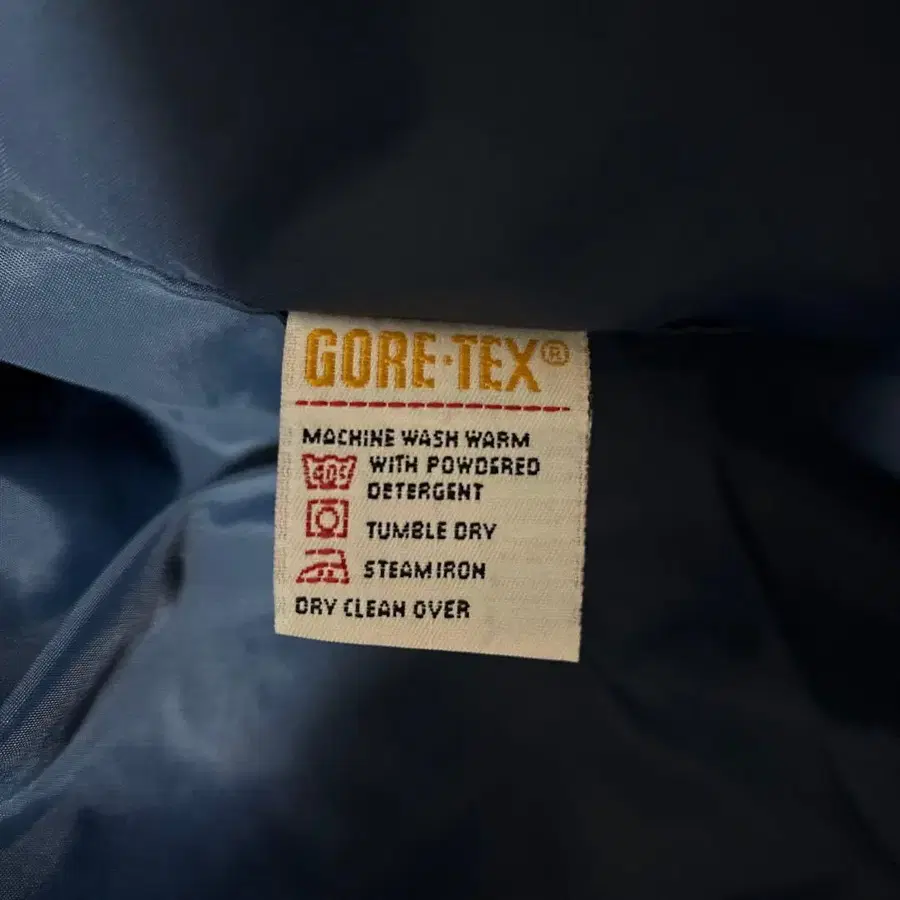 GORE-TEX®
MACHINE WASH WARM
WITH POWDERED
DETERGENT
TUMBLE DRY
STEAM IRON
DRY CLEAN OVER